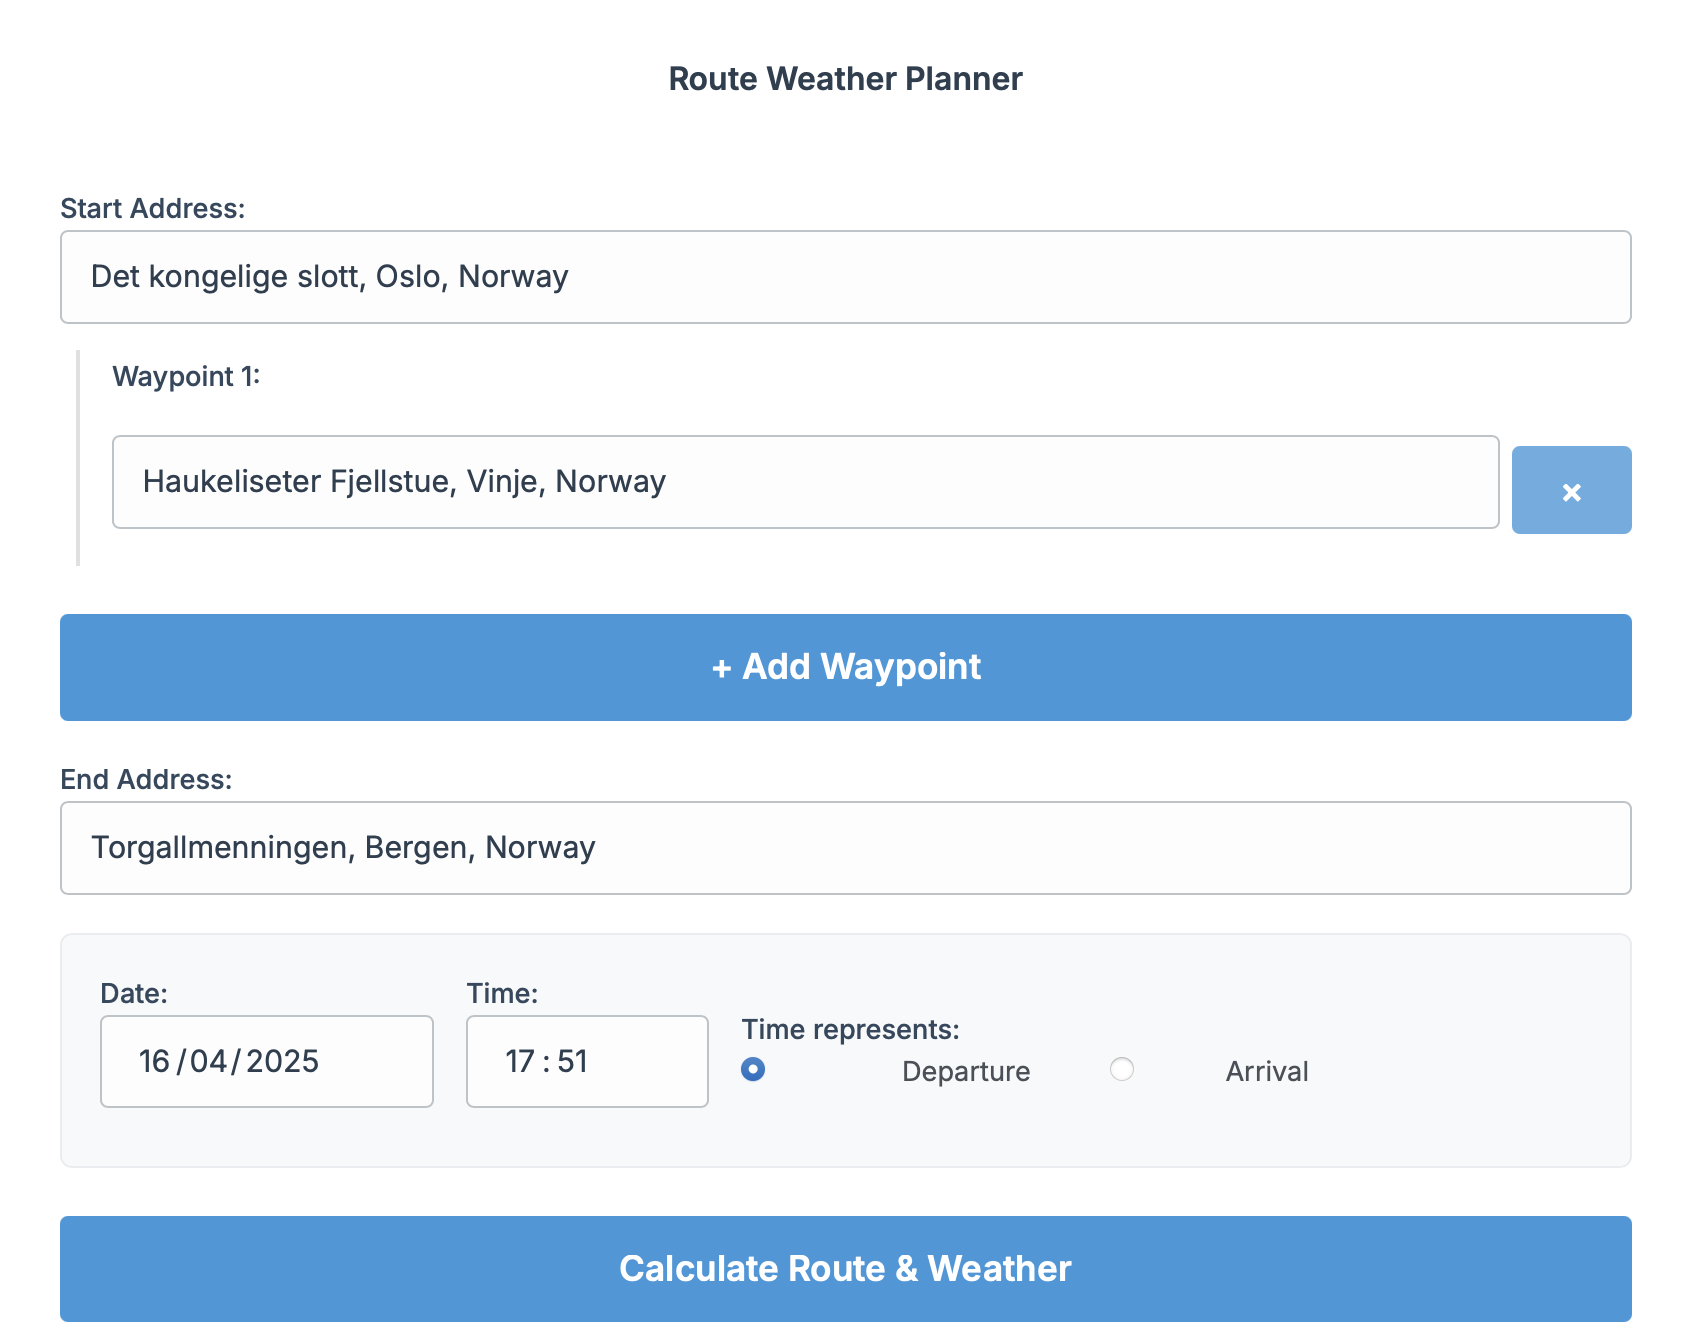 Route Weather Planner
Start Address:
Det kongelige slott, Oslo, Norway
Waypoint 1:
Haukeliseter Fjellstue, Vinje, Norway
×
+ Add Waypoint
End Address:
Torgallmenningen, Bergen, Norway
Date:
Time:
Time represents:
16/04/2025
17:51
Departure
Arrival
Calculate Route & Weather